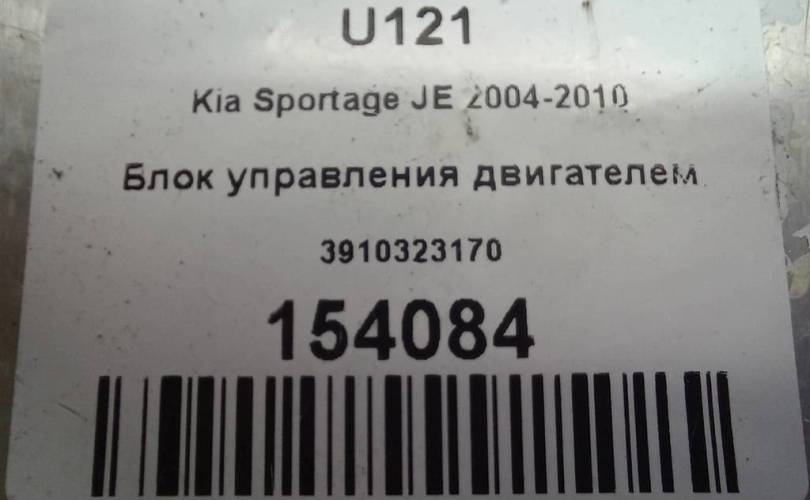 U121
Kia Sportage JE 2004-2010
Блок управления двигателем
3910323170
154084